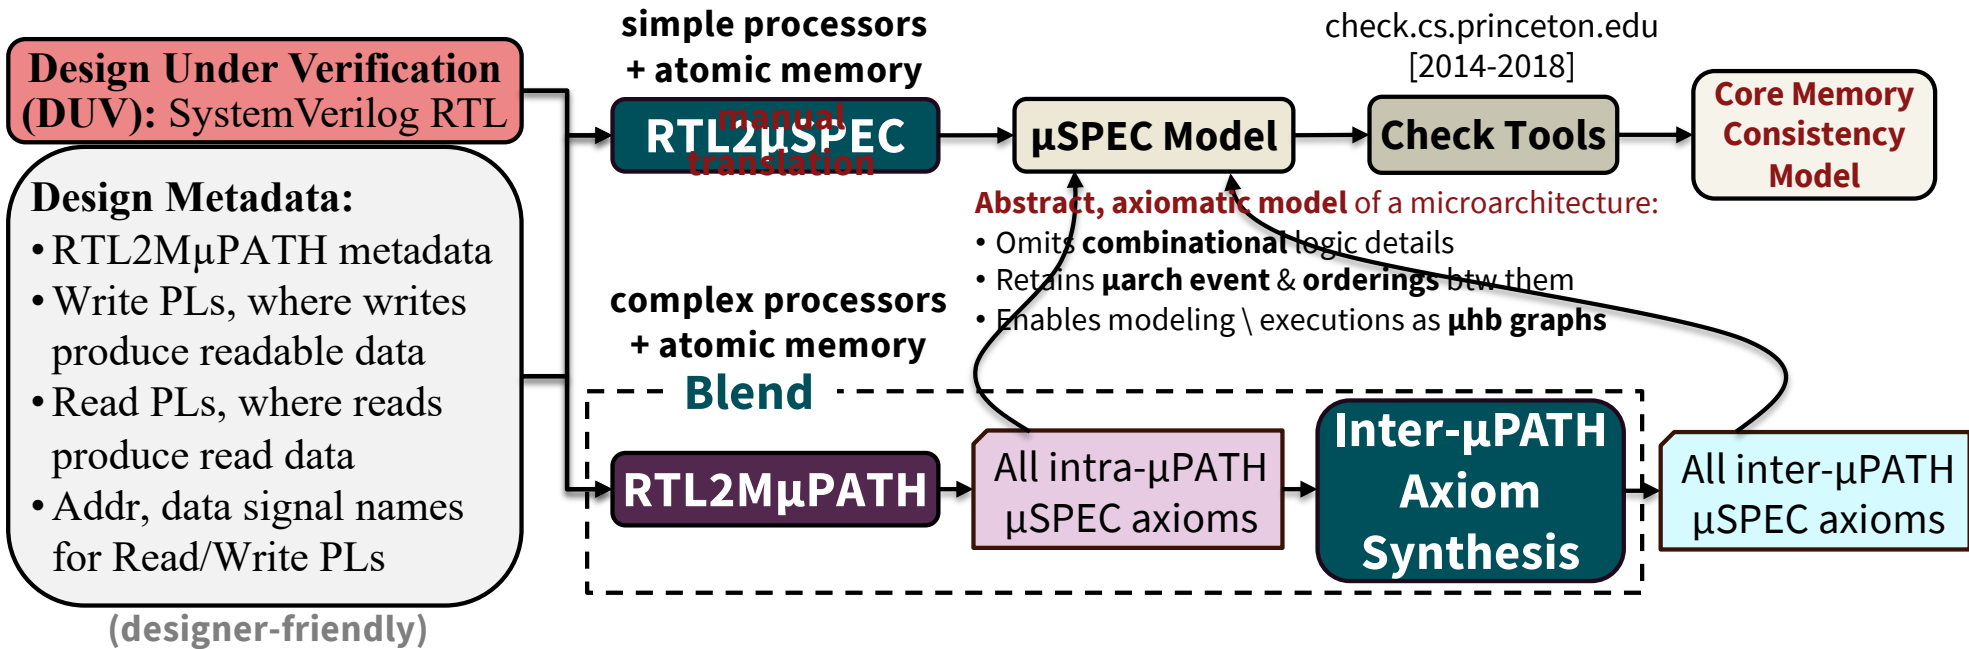 simple processors
+ atomic memory
check.cs.princeton.edu
[2014-2018]
Design Under Verification
(DUV): SystemVerilog RTL
RTL2µSPEC
manual
translation
µSPEC Model
Check Tools
Core Memory
Consistency
Model
Design Metadata:
• RTL2MµPATH metadata
• Write PLs, where writes
produce readable data
• Read PLs, where reads
produce read data
• Addr, data signal names
for Read/Write PLs
(designer-friendly)
Abstract, axiomatic model of a microarchitecture:
• Omits combinational logic details
• Retains µarch event & orderings btw them
• Enables modeling \ executions as µhb graphs
complex processors
+ atomic memory
Blend
RTL2MµPATH
All intra-µPATH
µSPEC axioms
Inter-µPATH
Axiom
Synthesis
All inter-µPATH
µSPEC axioms